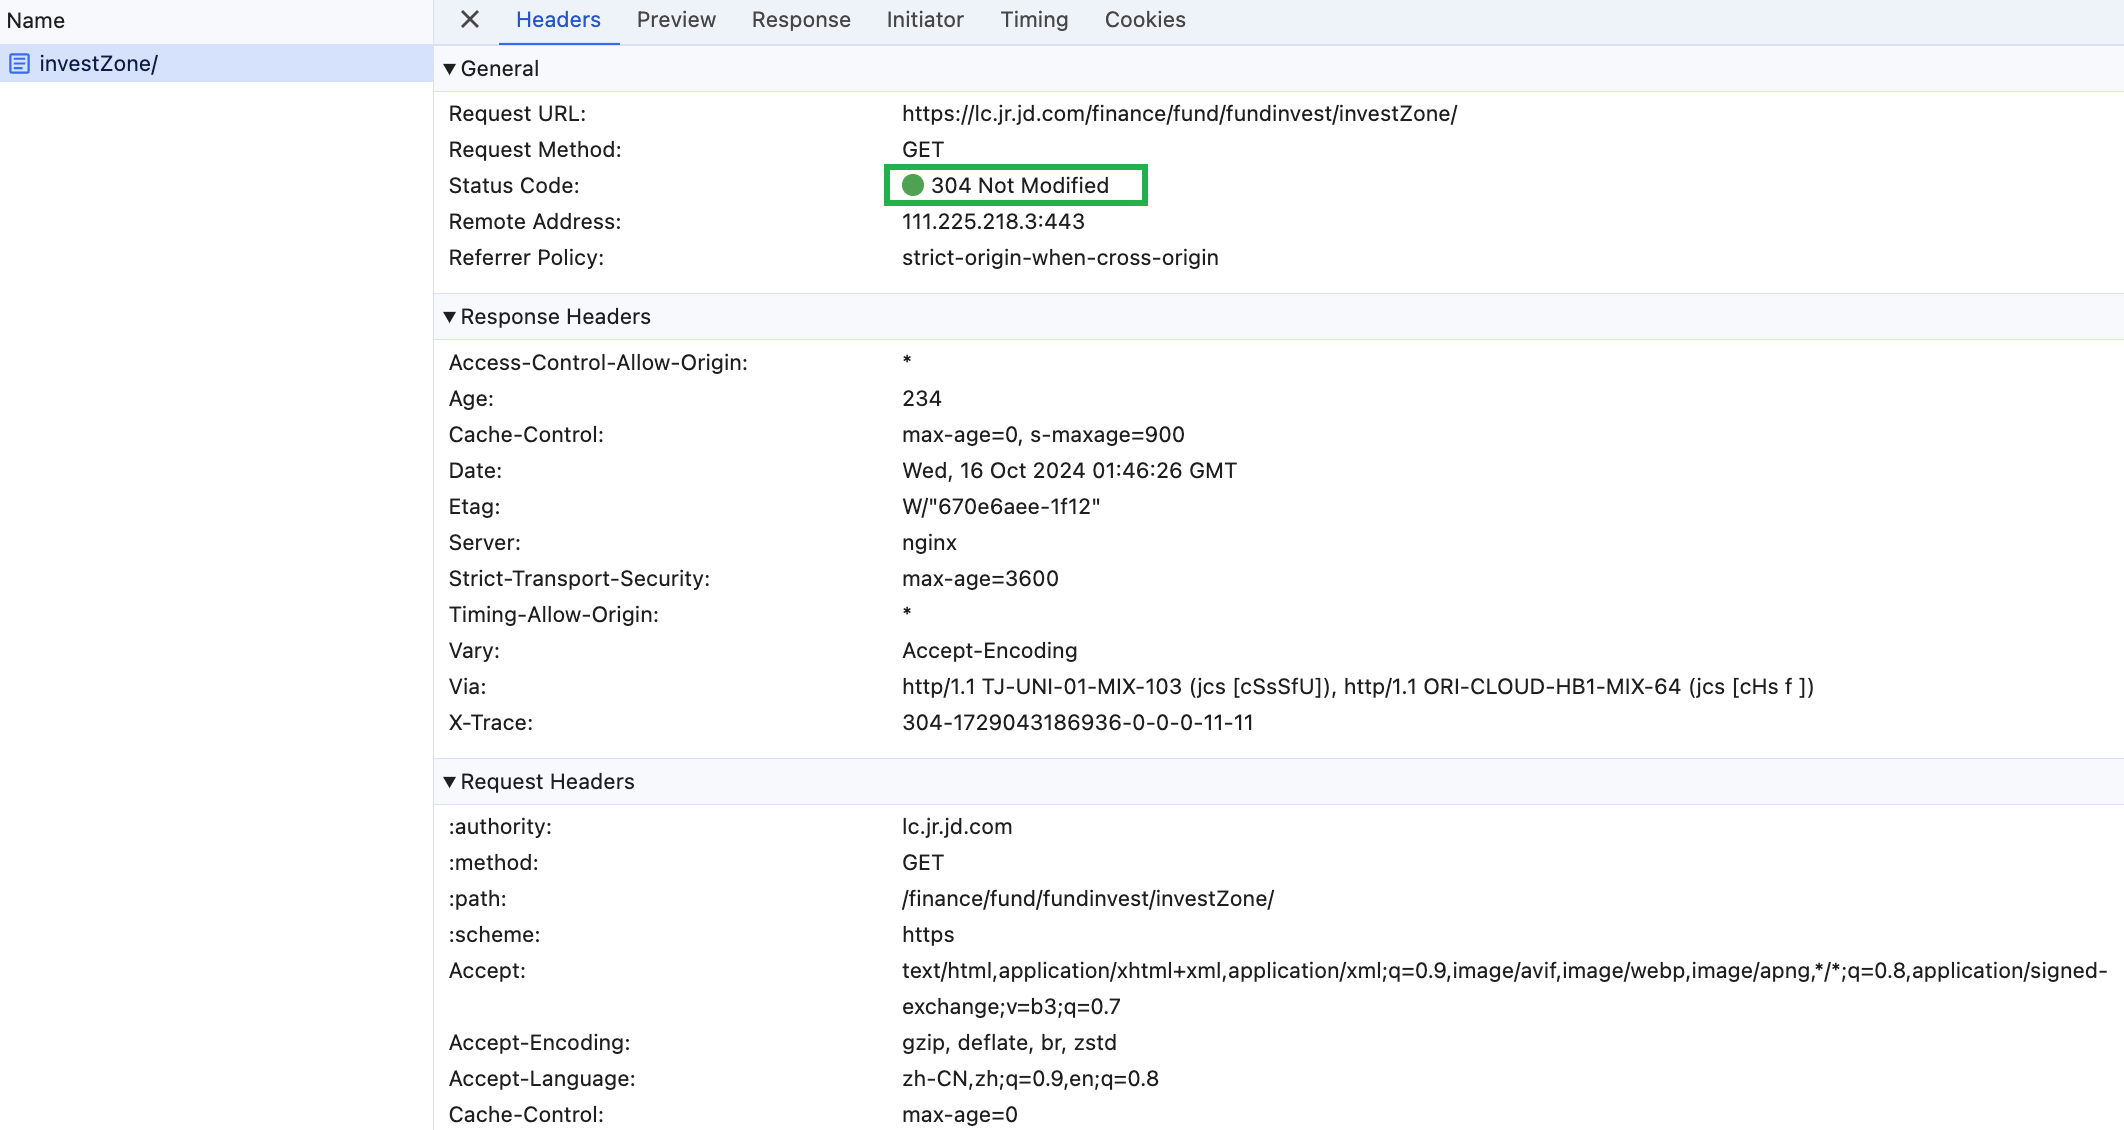 Name
investZone/
Headers Preview Response Initiator Timing Cookies
General
Request URL: https://lc.jr.jd.com/finance/fund/fundinvest/investZone/
Request Method: GET
Status Code: 304 Not Modified
Remote Address: 111.225.218.3:443
Referrer Policy: strict-origin-when-cross-origin
Response Headers
Access-Control-Allow-Origin: *
Age: 234
Cache-Control: max-age=0, s-maxage=900
Date: Wed, 16 Oct 2024 01:46:26 GMT
Etag: W/"670e6aee-1f12"
Server: nginx
Strict-Transport-Security: max-age=3600
Timing-Allow-Origin: *
Vary: Accept-Encoding
Via: http/1.1 TJ-UNI-01-MIX-103 (jcs [cSsSfU]), http/1.1 ORI-CLOUD-HB1-MIX-64 (jcs [cHs f ])
X-Trace: 304-1729043186936-0-0-0-11-11
Request Headers
:authority: lc.jr.jd.com
:method: GET
:path: /finance/fund/fundinvest/investZone/
:scheme: https
Accept: text/html,application/xhtml+xml,application/xml;q=0.9,image/avif,image/webp,image/apng,*/*;q=0.8,application/signed-
exchange;v=b3;q=0.7
Accept-Encoding: gzip, deflate, br, zstd
Accept-Language: zh-CN,zh;q=0.9,en;q=0.8
Cache-Control: max-age=0